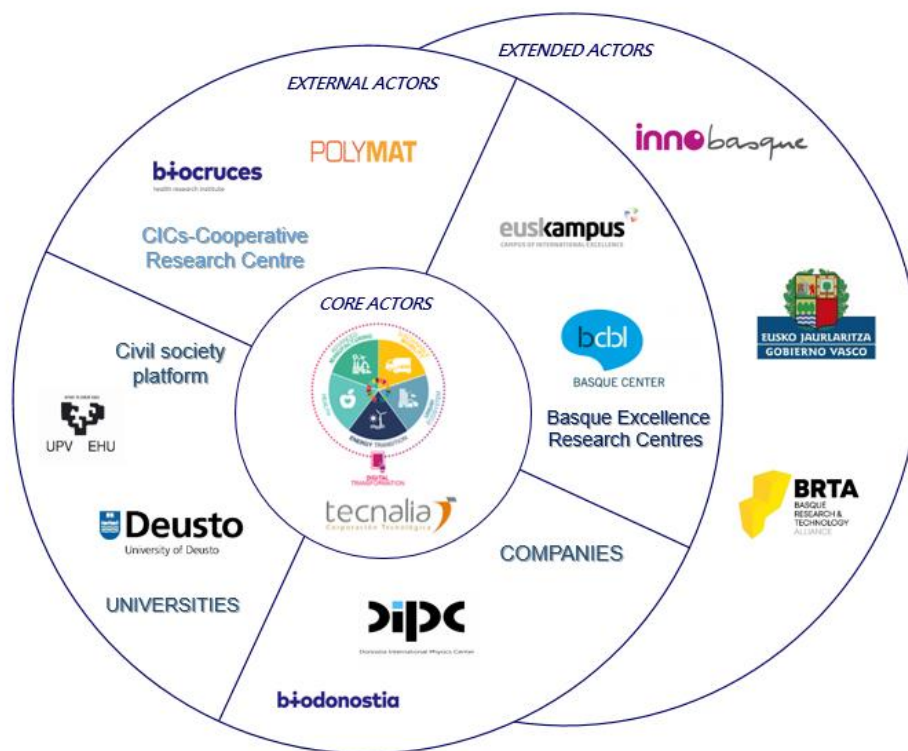 EXTENDED ACTORS
EXTERNAL ACTORS
innobasque
POLYMAT
biocruces
health research institute
euskampus
CAMPUS OF INTERNATIONAL EXCELLENCE
CICs-Cooperative
Research Centre
CORE ACTORS
EUSKO JAURLARITZA
GOBIERNO VASCO
bcbl
BASQUE CENTER
Civil society
platform
UPV EHU
ENERGY TRANSITION
DIGITAL
TRANSFORMATION
Basque Excellence
Research Centres
tecnalia
Corporación Tecnológica
BRTA
BASQUE
RESEARCH &
TECHNOLOGY
ALLIANCE
Deusto
University of Deusto
COMPANIES
UNIVERSITIES
dipc
Donostia International Physics Center
biodonostia